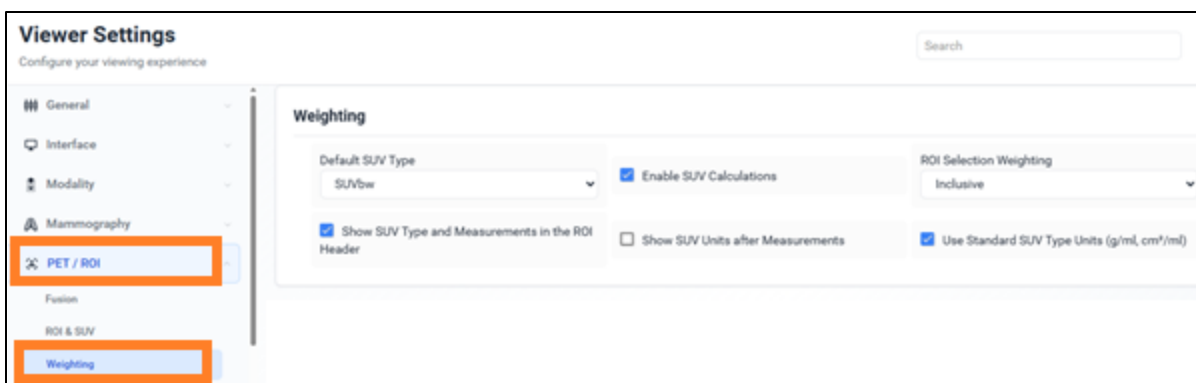 Viewer Settings
Configure your viewing experience
Search
General
Interface
Modality
Mammography
PET / ROI
Fusion
ROI & SUV
Weighting
Weighting
Default SUV Type
SUVbw
Enable SUV Calculations
ROI Selection Weighting
Inclusive
Show SUV Type and Measurements in the ROI
Header
Show SUV Units after Measurements
Use Standard SUV Type Units (g/ml, cm²/ml)